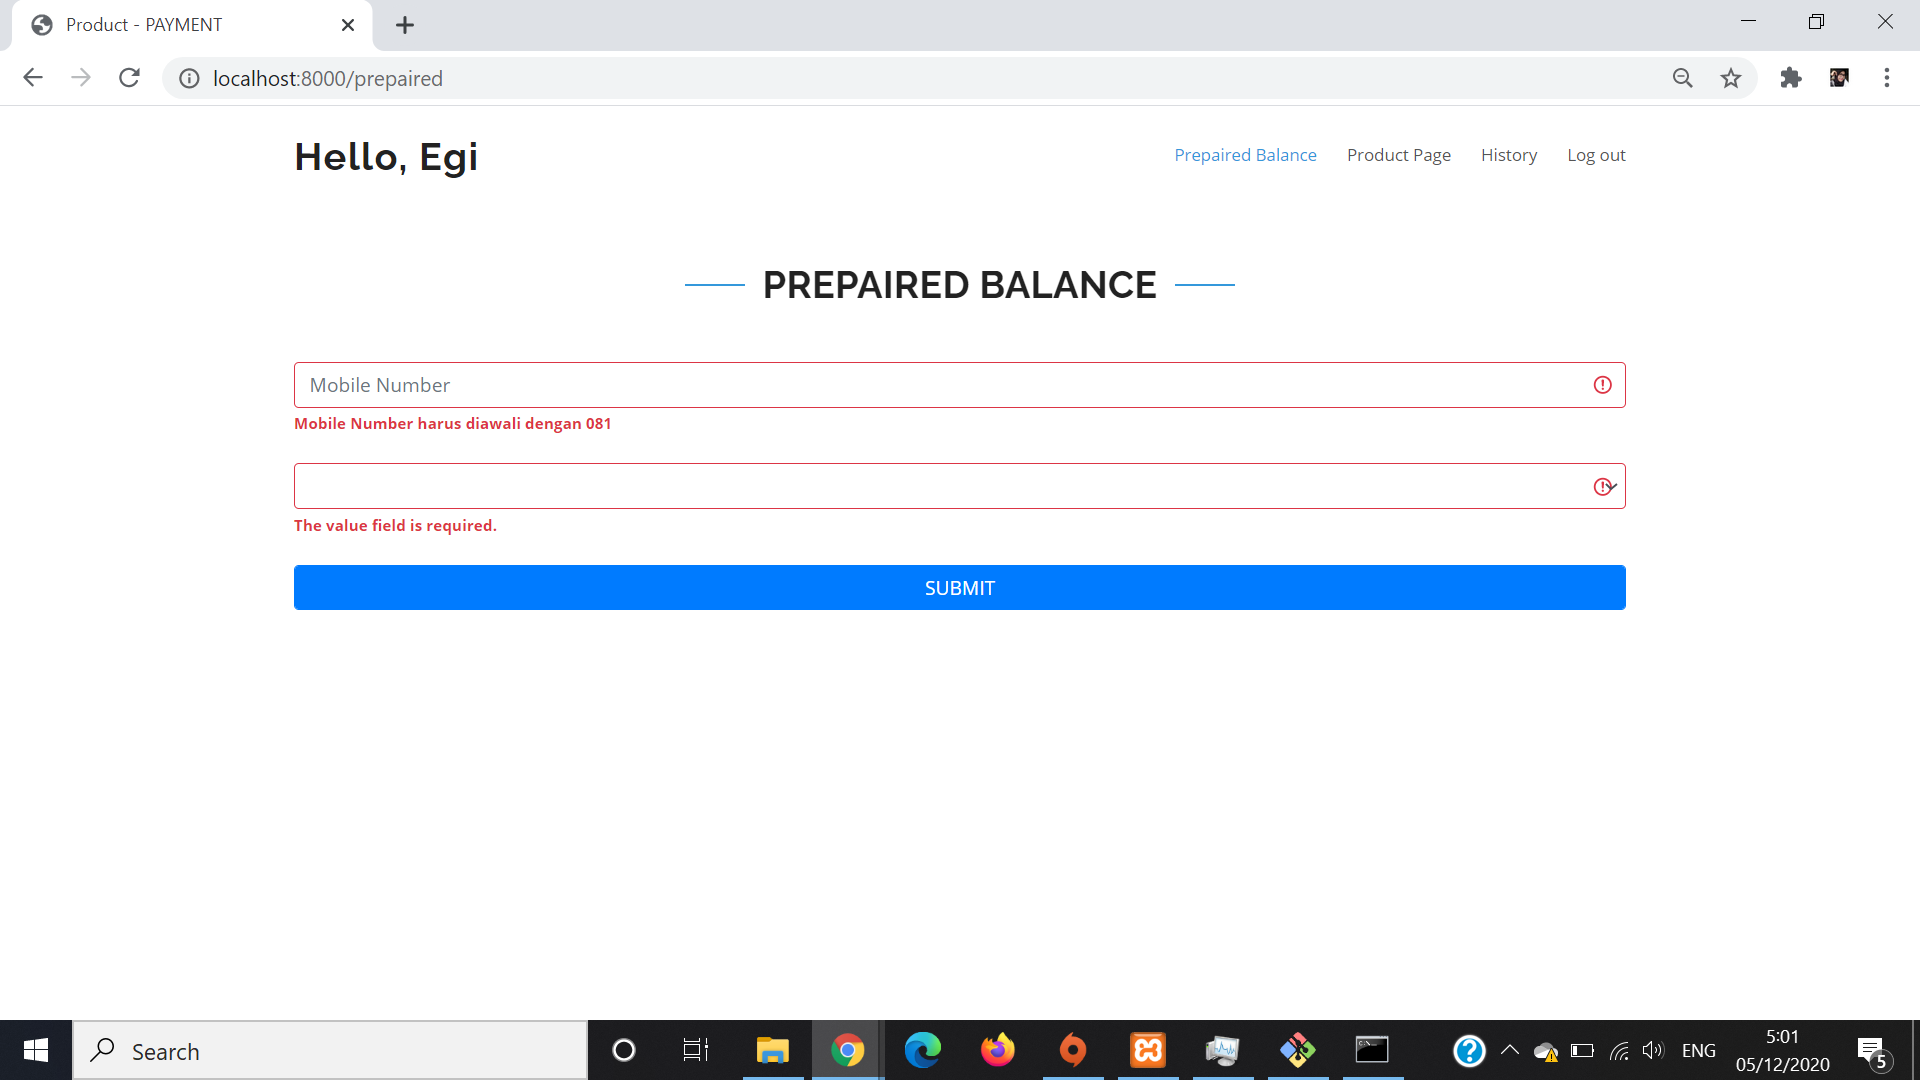 Product - PAYMENT
localhost:8000/prepaired
Hello, Egi
Prepaired Balance Product Page History Log out
PREPAIRED BALANCE
Mobile Number
Mobile Number harus diawali dengan 081
The value field is required.
SUBMIT
Search
ENG
5:01
05/12/2020
5